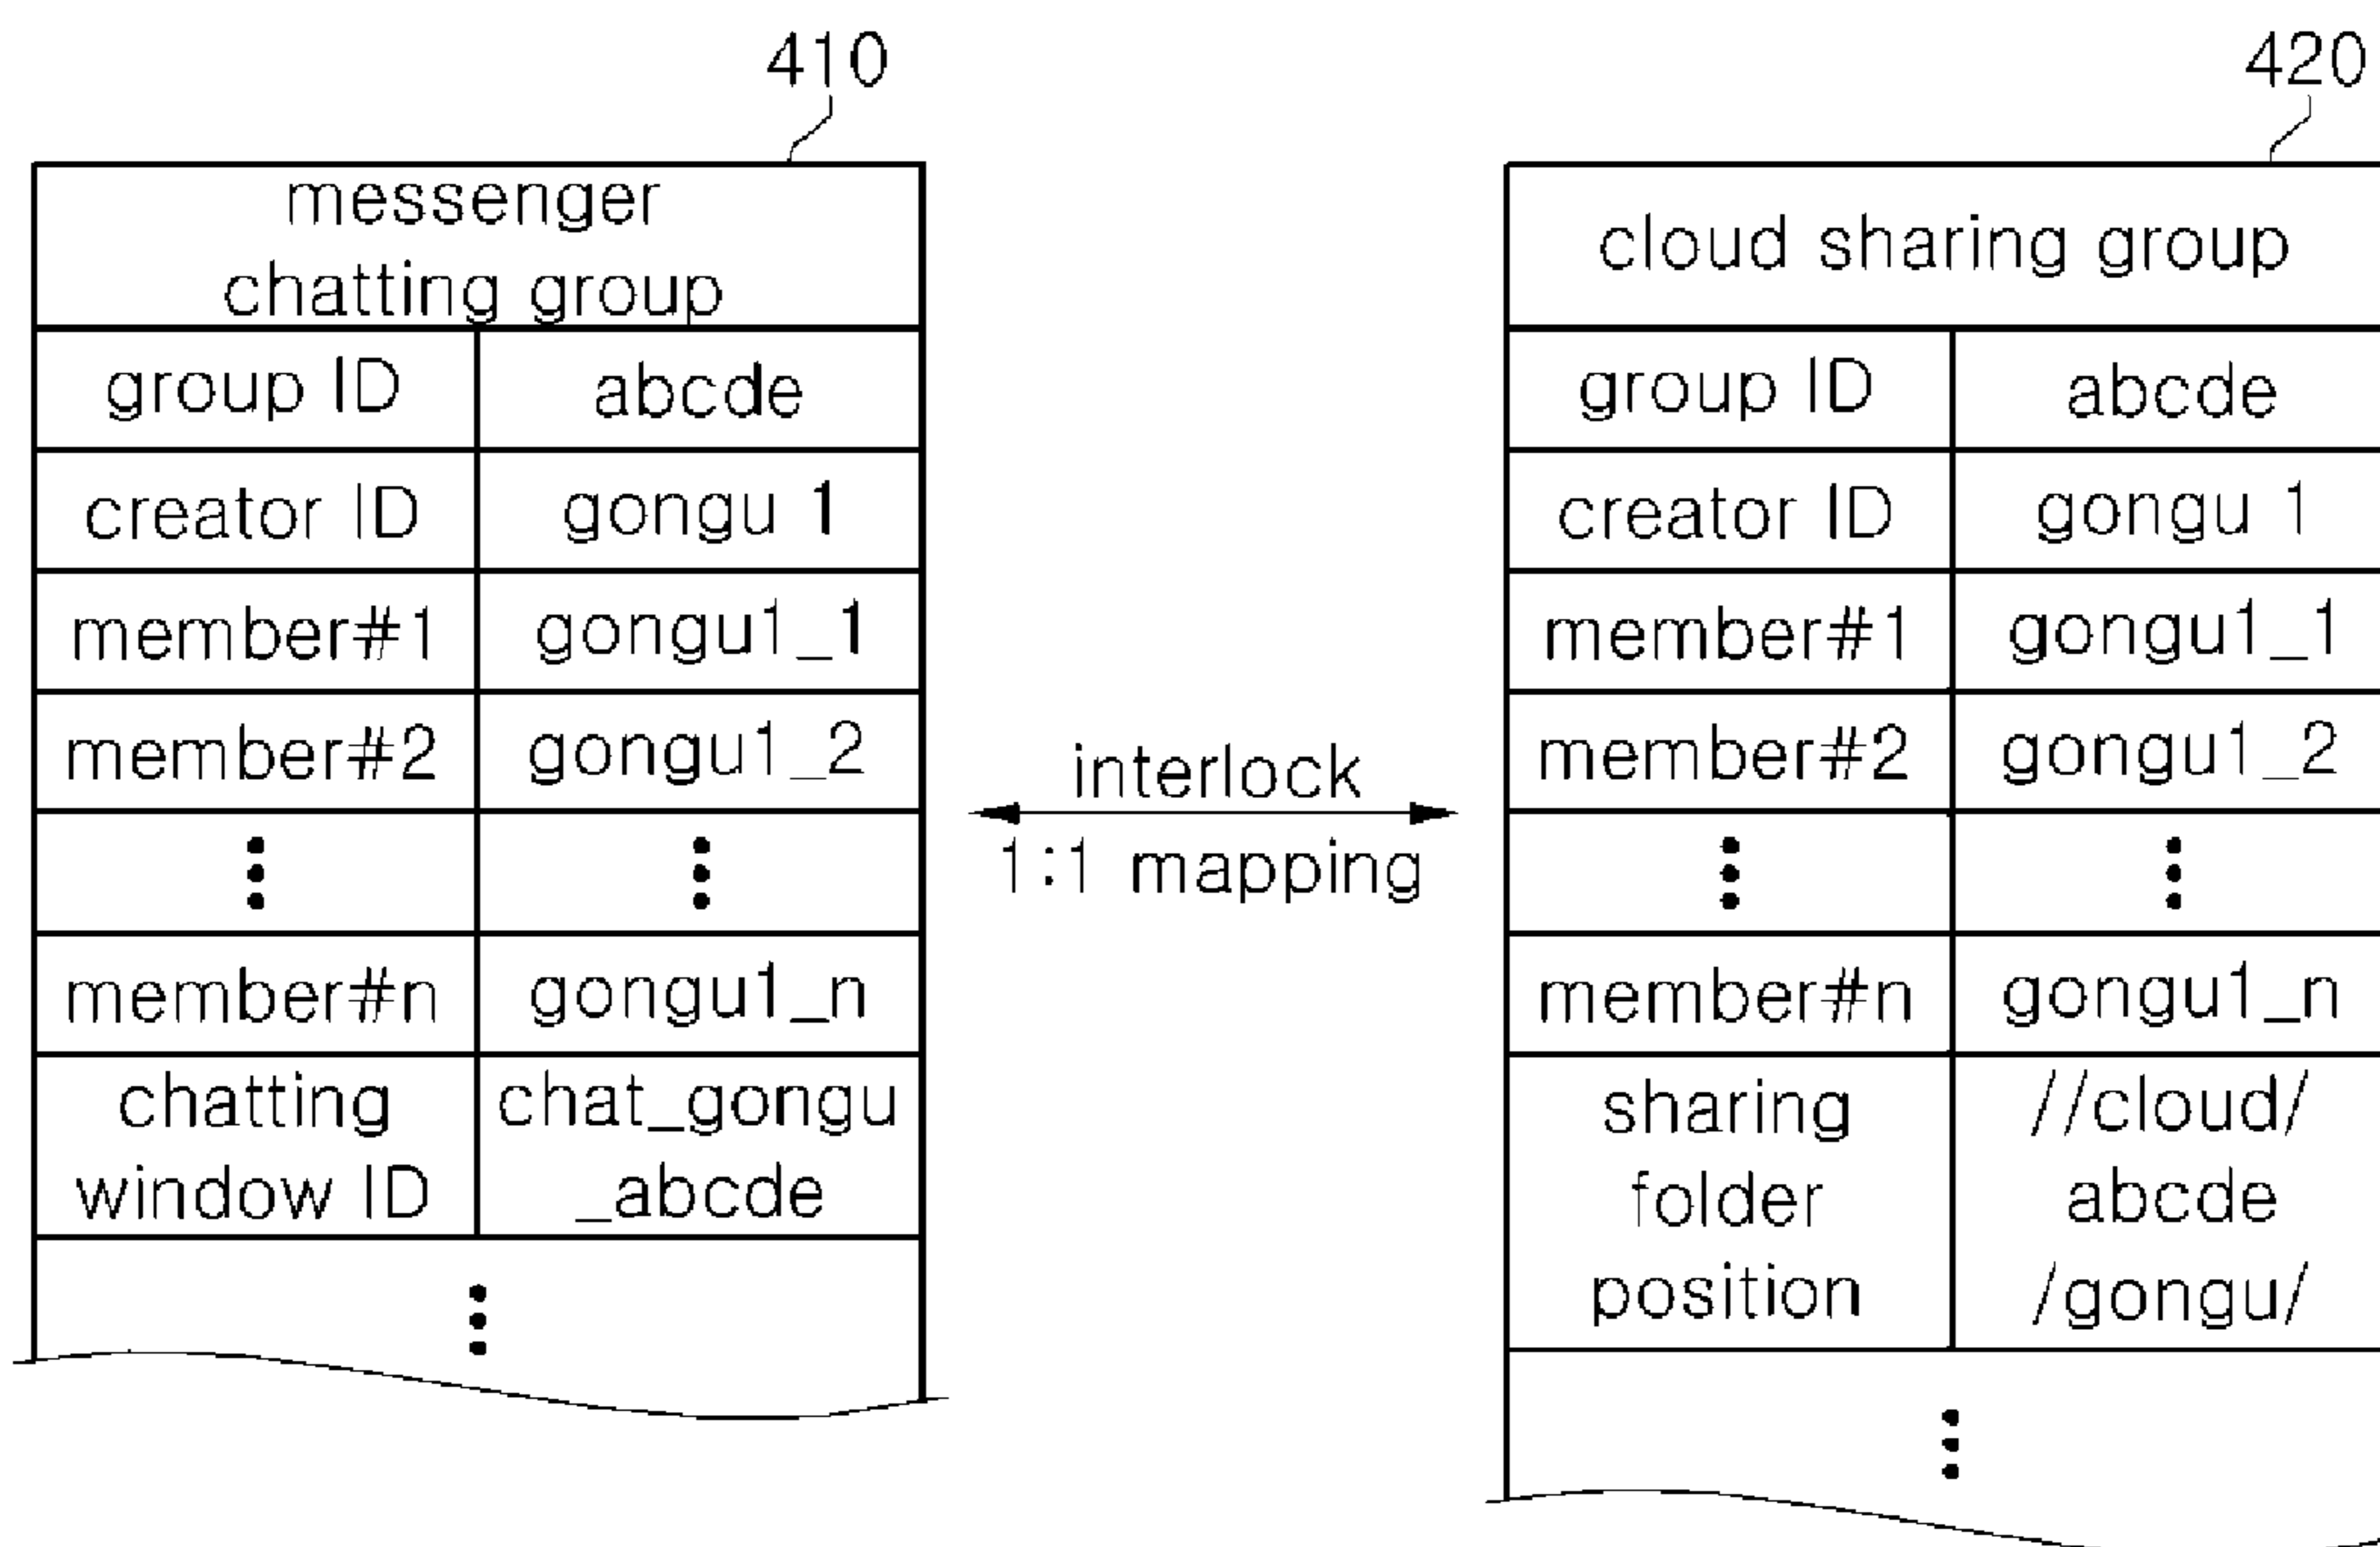 410
messenger
chatting group
group ID abcde
creator ID gongu 1
member#1 gongu1_1
member#2 gongu1_2
member#n gongu1_n
chatting chat_gongu
window ID _abcde
interlock
1:1 mapping
420
cloud sharing group
group ID abcde
creator ID gongu 1
member#1 gongu1_1
member#2 gongu1_2
member#n gongu1_n
sharing //cloud/
folder abcde
position /gongu/